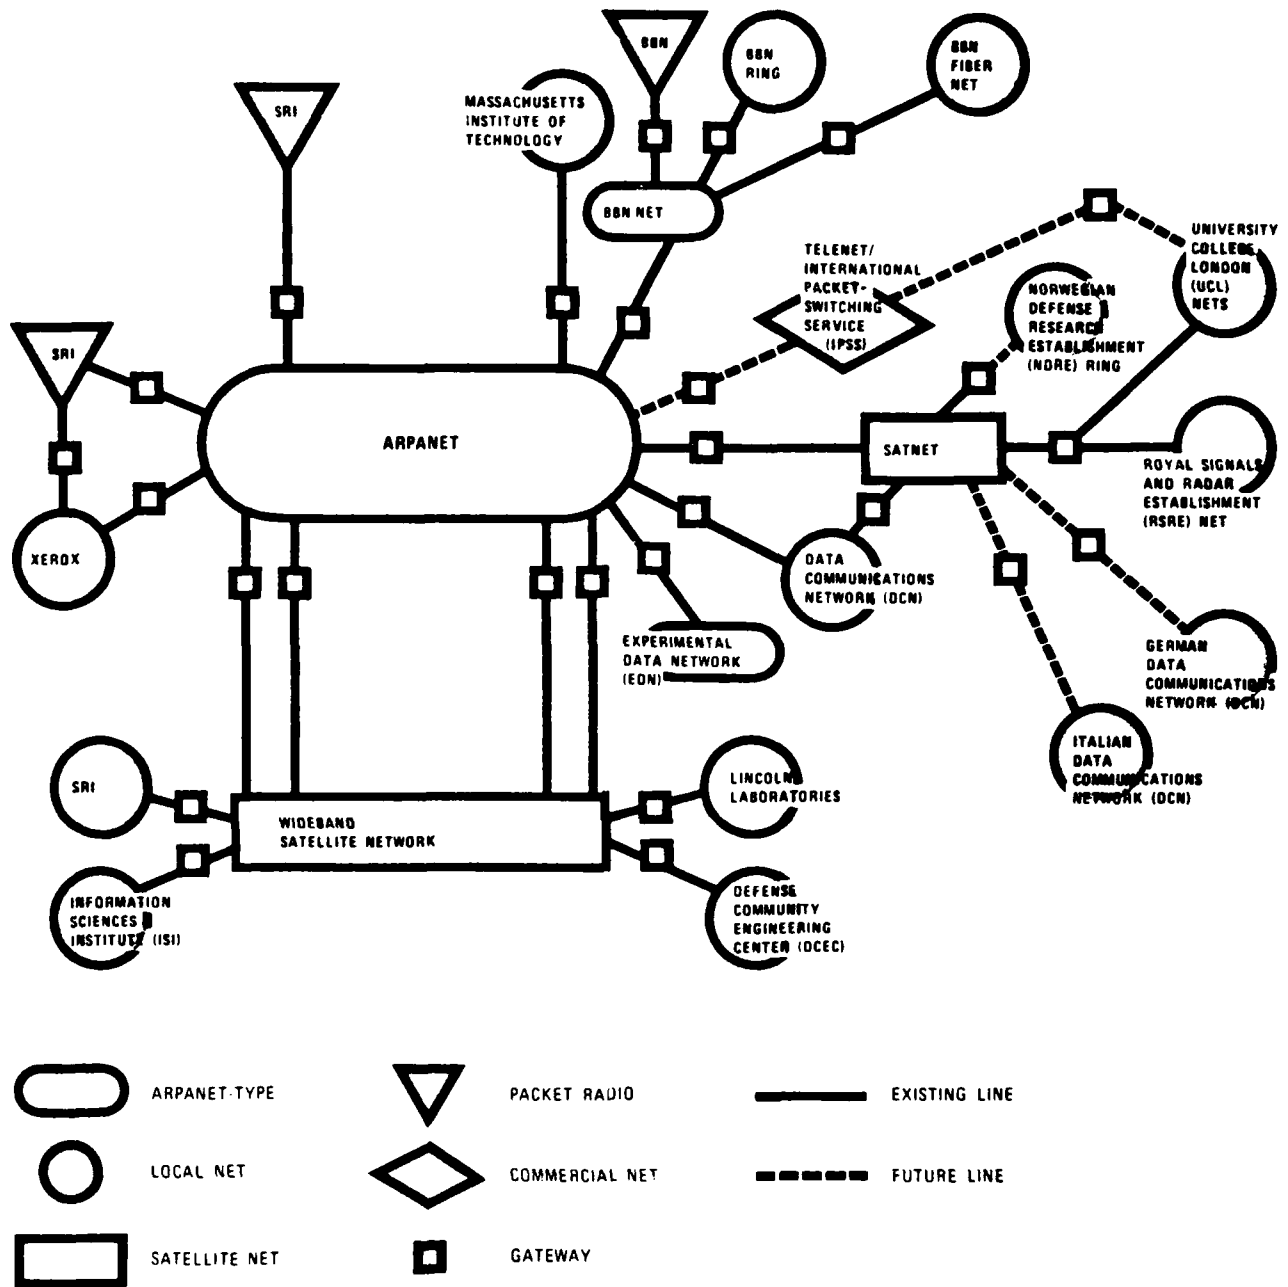 BBN
BBN
RING
BBN
FIBER
NET
SRI
MASSACHUSETTS
INSTITUTE OF
TECHNOLOGY
BBN NET
TELENET/
INTERNATIONAL
PACKET-
SWITCHING
SERVICE
(IPSS)
UNIVERSITY
COLLEGE
LONDON
(UCL)
NETS
NORWEGIAN
DEFENSE
RESEARCH
ESTABLISHMENT
(NDRE) RING
SRI
ARPANET
SATNET
ROYAL SIGNALS
AND RADAR
ESTABLISHMENT
(RSRE) NET
XEROX
DATA
COMMUNICATIONS
NETWORK (DCN)
EXPERIMENTAL
DATA NETWORK
(EDN)
GERMAN
DATA
COMMUNICATIONS
NETWORK (DCN)
ITALIAN
DATA
COMMUNICATIONS
NETWORK (DCN)
SRI
WIDEBAND
SATELLITE NETWORK
LINCOLN
LABORATORIES
INFORMATION
SCIENCES
INSTITUTE (ISI)
DEFENSE
COMMUNITY
ENGINEERING
CENTER (DCEC)
ARPANET-TYPE
PACKET RADIO
EXISTING LINE
LOCAL NET
COMMERCIAL NET
FUTURE LINE
SATELLITE NET
GATEWAY